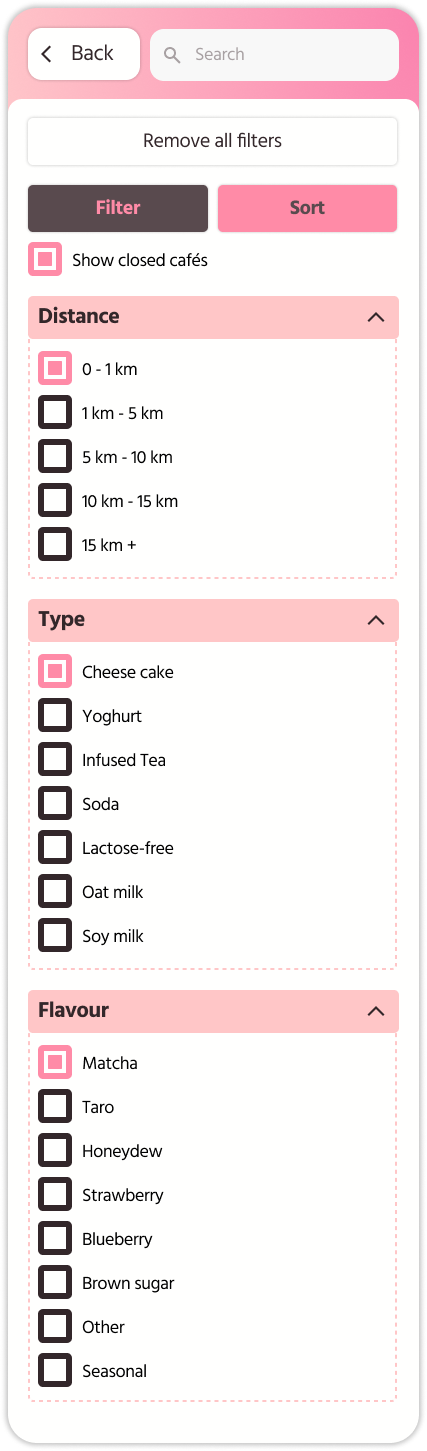 Back
Search
Remove all filters
Filter
Sort
Show closed cafés
Distance
0 - 1 km
1 km - 5 km
5 km - 10 km
10 km - 15 km
15 km +
Type
Cheese cake
Yoghurt
Infused Tea
Soda
Lactose-free
Oat milk
Soy milk
Flavour
Matcha
Taro
Honeydew
Strawberry
Blueberry
Brown sugar
Other
Seasonal